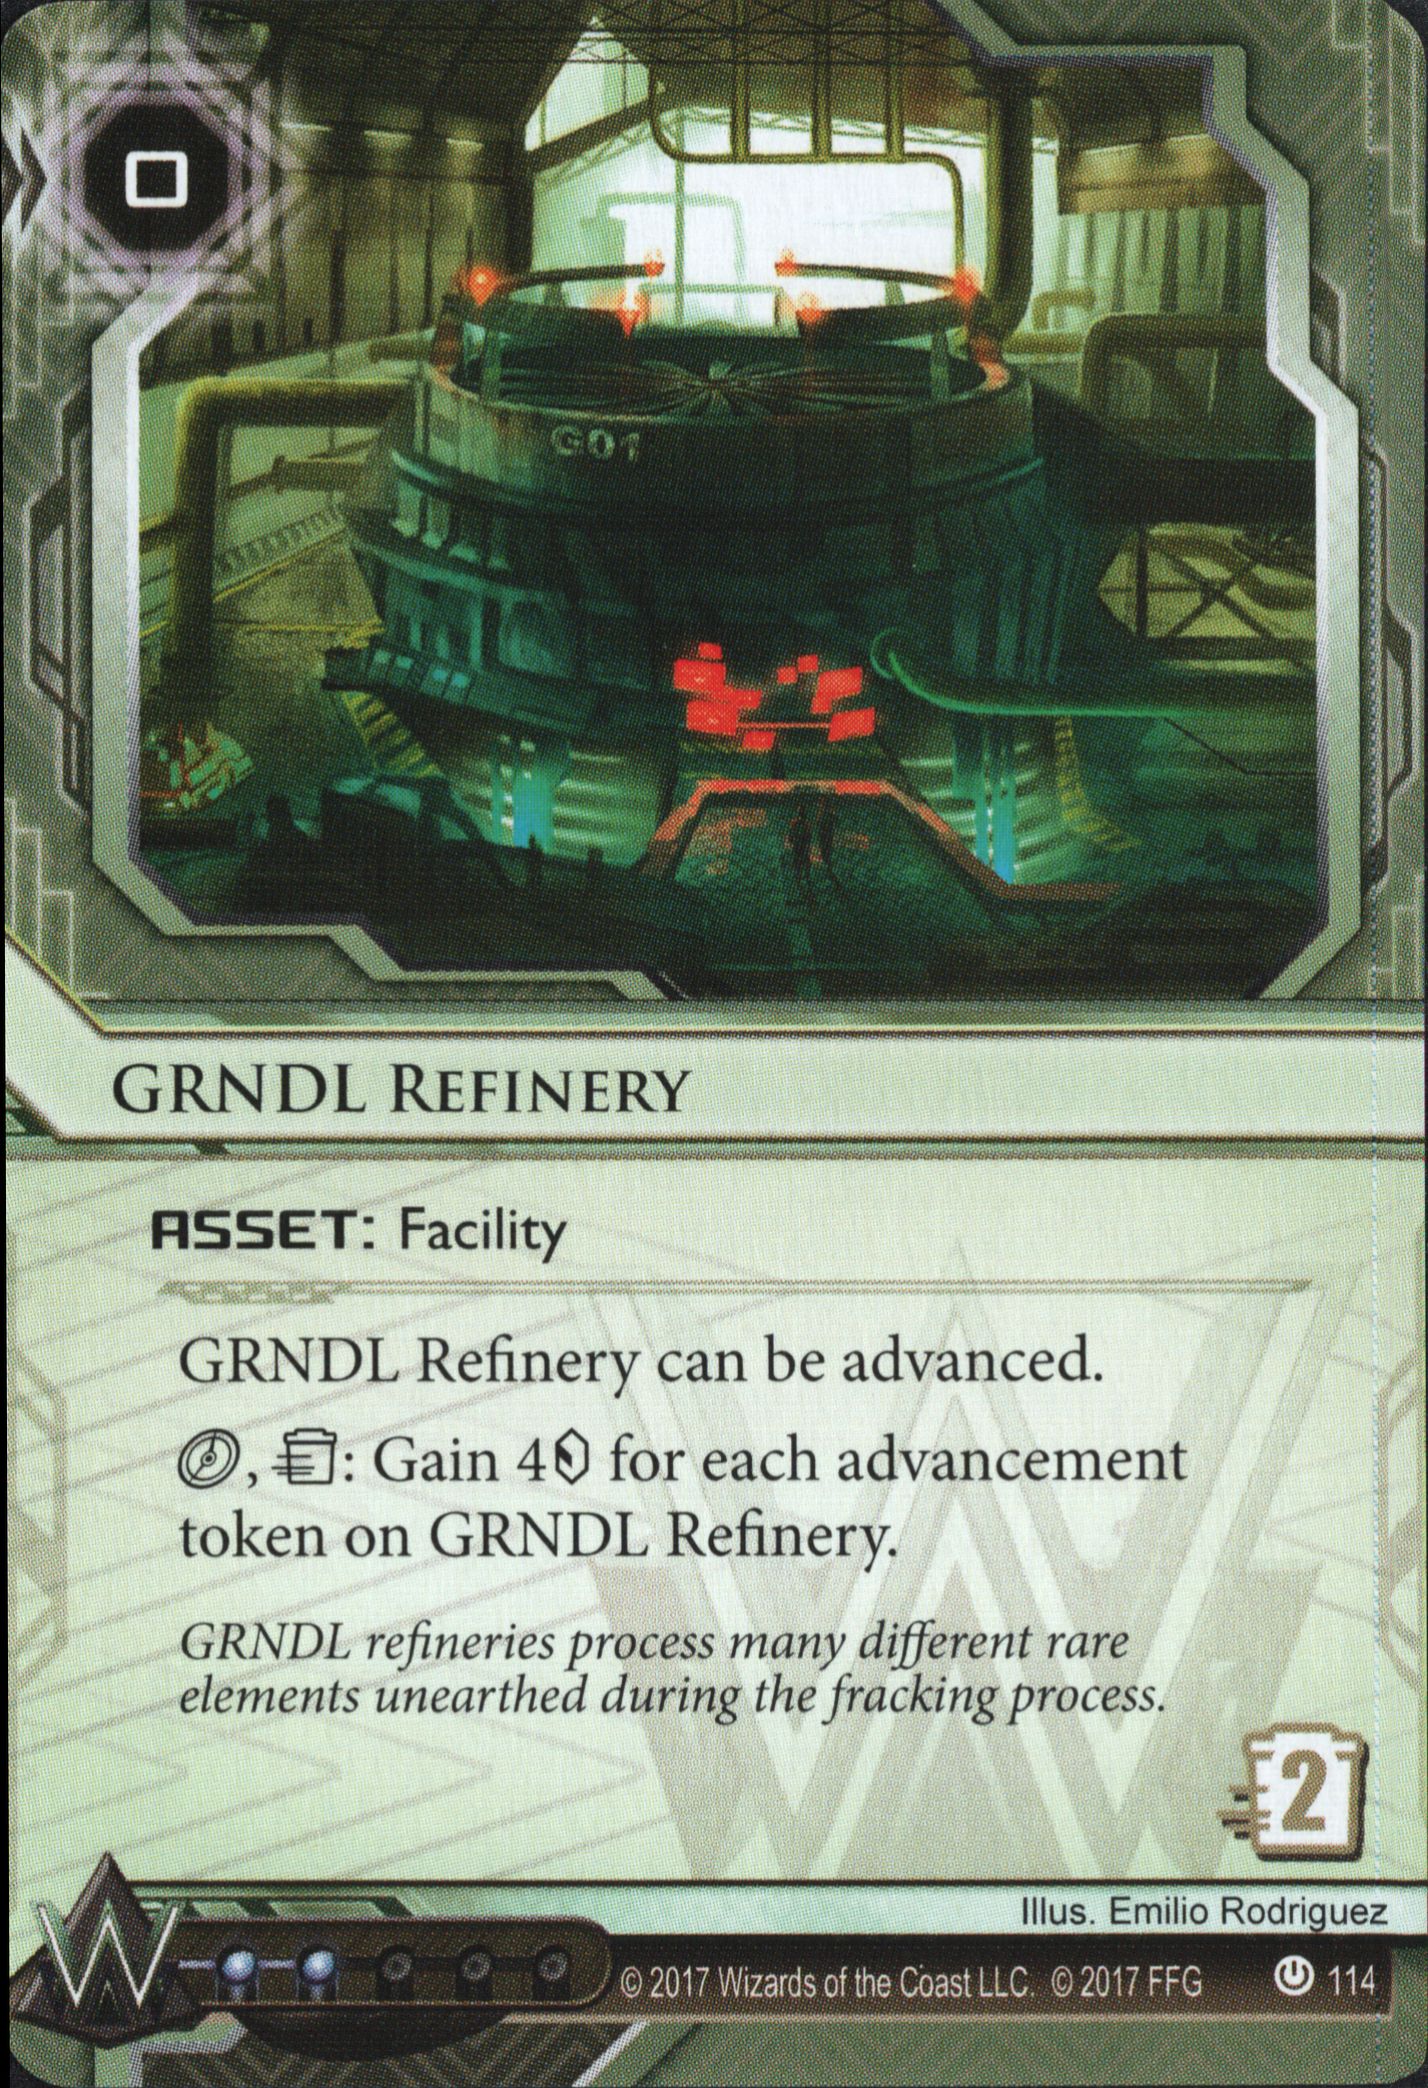 G01
GRNDL REFINERY
ASSET: Facility
GRNDL Refinery can be advanced.
, : Gain 4 for each advancement
token on GRNDL Refinery.
GRNDL refineries process many different rare
elements unearthed during the fracking process.
2
Illus. Emilio Rodriguez
W
© 2017 Wizards of the Coast LLC. © 2017 FFG 114